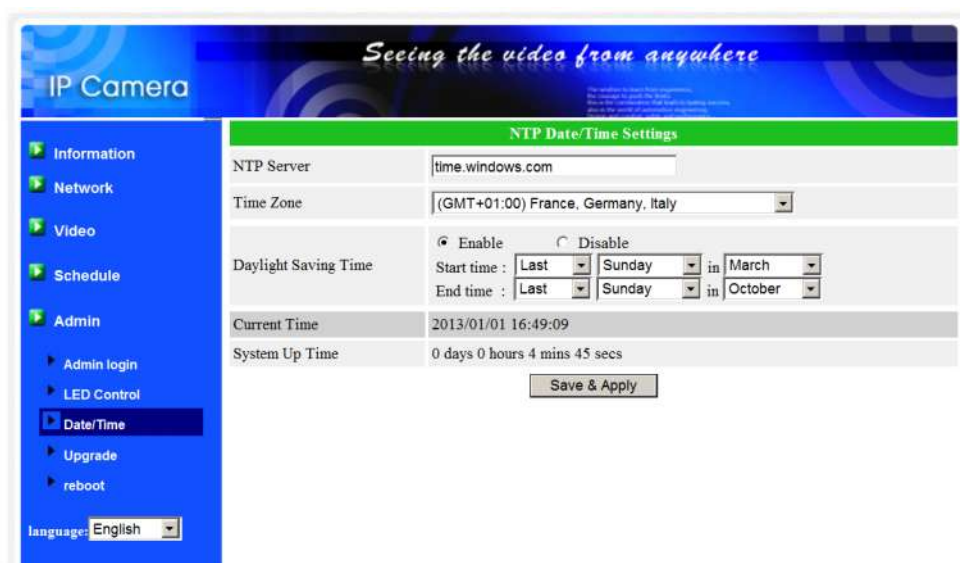 Seeing the video from anywhere
IP Camera
Information
Network
Video
Schedule
Admin
Admin login
LED Control
Date/Time
Upgrade
reboot
language: English
NTP Date/Time Settings
NTP Server time.windows.com
Time Zone (GMT+01:00) France, Germany, Italy
Daylight Saving Time
Enable Disable
Start time : Last Sunday in March
End time : Last Sunday in October
Current Time 2013/01/01 16:49:09
System Up Time 0 days 0 hours 4 mins 45 secs
Save & Apply